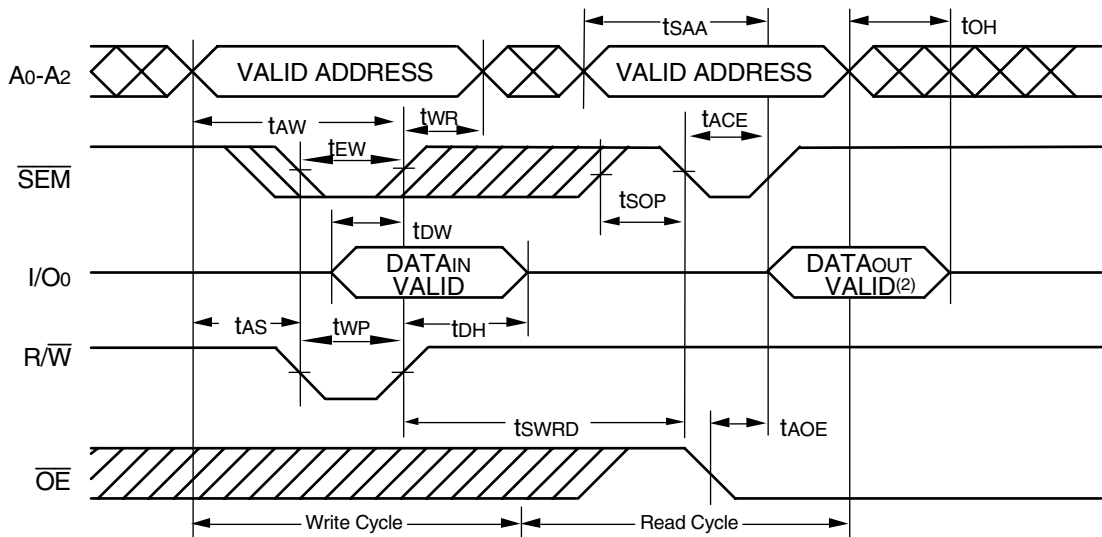 tSAA
tOH
A0-A2
VALID ADDRESS
VALID ADDRESS
tAW
tWR
tACE
tEW
SEM
tSOP
tDW
I/O0
DATAIN
VALID
DATAOUT
VALID(2)
tAS
tWP
tDH
R/W
tSWRD
tAOE
OE
Write Cycle
Read Cycle